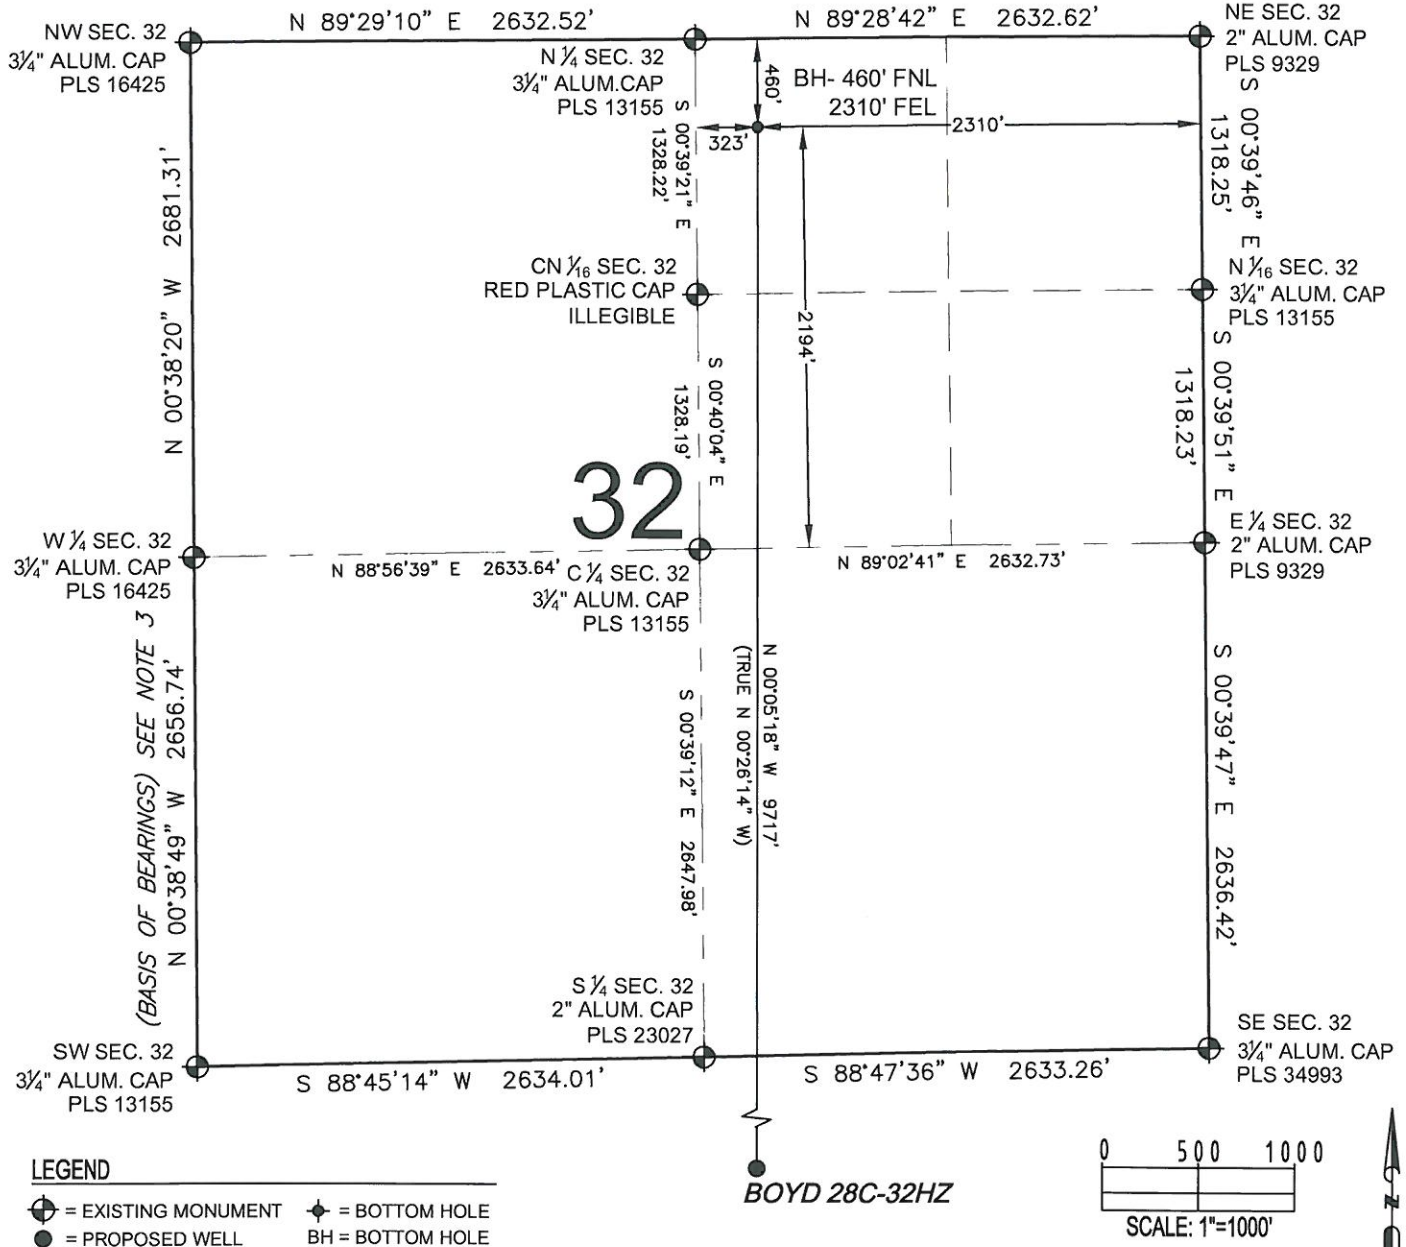 N 89°29'10" E 2632.52'
N 89°28'42" E 2632.62'
NW SEC. 32
3¼" ALUM. CAP
PLS 16425
N ¼ SEC. 32
3¼" ALUM.CAP
PLS 13155
NE SEC. 32
2" ALUM. CAP
PLS 9329
460'
BH- 460' FNL
2310' FEL
2310'
323'
S 00°39'21" E
1328.22'
S 00°39'46" E
1318.25'
N 00°38'20" W 2681.31'
CN 1⁄16 SEC. 32
RED PLASTIC CAP
ILLEGIBLE
N 1⁄16 SEC. 32
3¼" ALUM. CAP
PLS 13155
2194'
S 00°40'04" E
1328.19'
S 00°39'51" E
1318.23'
32
W ¼ SEC. 32
3¼" ALUM. CAP
PLS 16425
N 88°56'39" E 2633.64'
C ¼ SEC. 32
3¼" ALUM. CAP
PLS 13155
N 89°02'41" E 2632.73'
E ¼ SEC. 32
2" ALUM. CAP
PLS 9329
(BASIS OF BEARINGS) SEE NOTE 3
N 00°38'49" W 2656.74'
S 00°39'12" E 2647.98'
N 00°05'18" W 9717'
(TRUE N 00°26'14" W)
S 00°39'47" E 2636.42'
S ¼ SEC. 32
2" ALUM. CAP
PLS 23027
SW SEC. 32
3¼" ALUM. CAP
PLS 13155
S 88°45'14" W 2634.01'
S 88°47'36" W 2633.26'
SE SEC. 32
3¼" ALUM. CAP
PLS 34993
BOYD 28C-32HZ
LEGEND
= EXISTING MONUMENT
= BOTTOM HOLE
= PROPOSED WELL
BH = BOTTOM HOLE
0 500 1000
SCALE: 1"=1000'